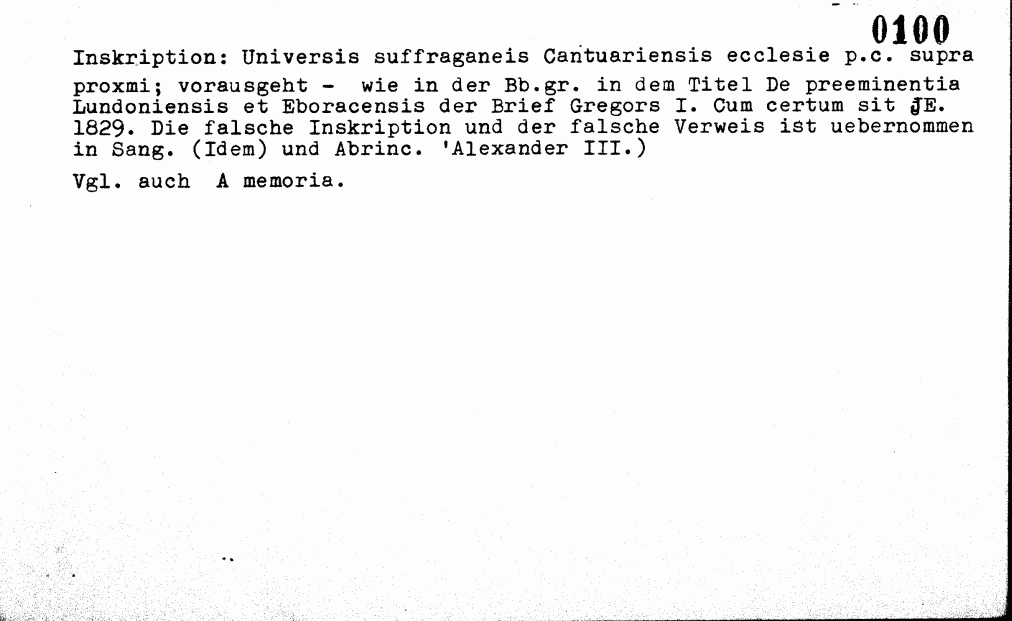 0100
Inskription: Universis suffraganeis Cantuariensis ecclesie p.c. supra
proxmi; vorausgeht - wie in der Bb.gr. in dem Titel De preeminentia
Lundoniensis et Eboracensis der Brief Gregors I. Cum certum sit JE.
1829. Die falsche Inskription und der falsche Verweis ist uebernommen
in Sang. (Idem) und Abrinc. 'Alexander III.)
Vgl. auch A memoria.